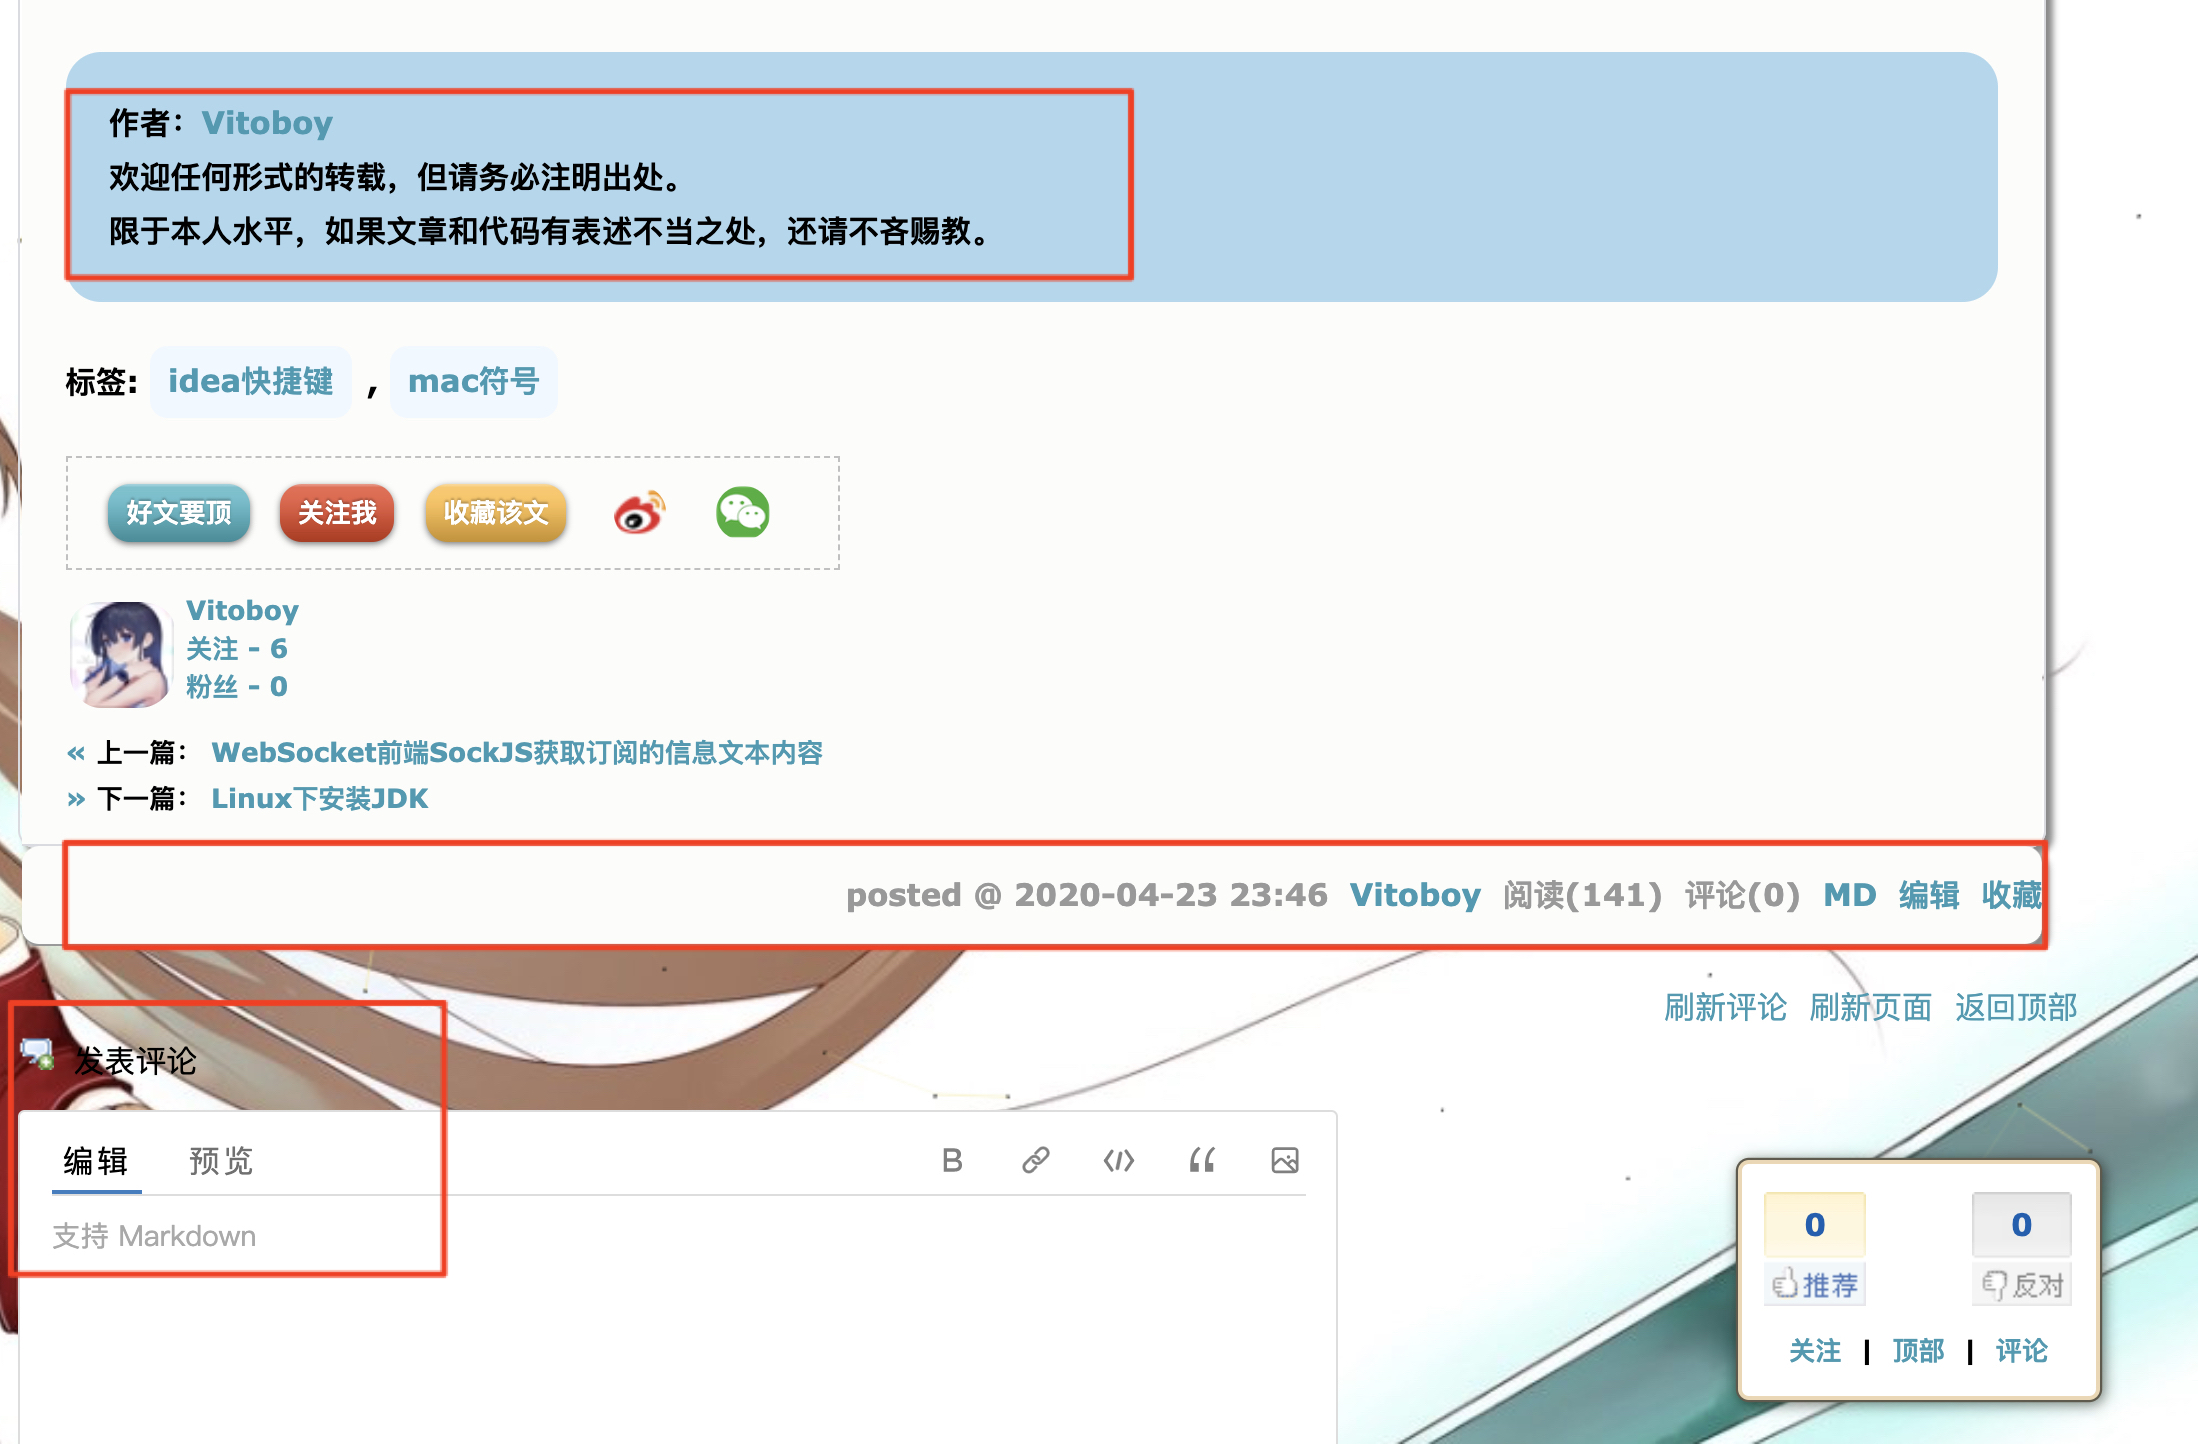 作者：Vitoboy
欢迎任何形式的转载，但请务必注明出处。
限于本人水平，如果文章和代码有表述不当之处，还请不吝赐教。
标签: idea快捷键 , mac符号
好文要顶 关注我 收藏该文
Vitoboy
关注 - 6
粉丝 - 0
« 上一篇： WebSocket前端SockJS获取订阅的信息文本内容
» 下一篇： Linux下安装JDK
posted @ 2020-04-23 23:46 Vitoboy 阅读(141) 评论(0) MD 编辑 收藏
刷新评论 刷新页面 返回顶部
发表评论
编辑 预览 B
支持 Markdown
0 0
推荐 反对
关注 | 顶部 | 评论